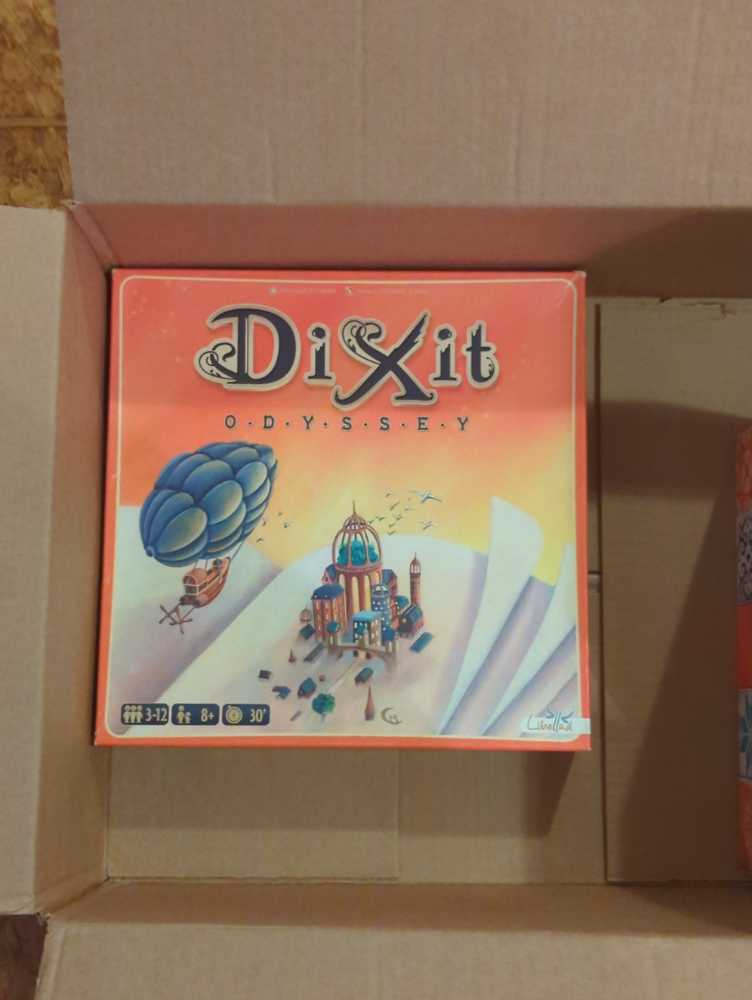 DiXit
O·D·Y·S·S·E·Y
3-12 8+ 30'
Libellud